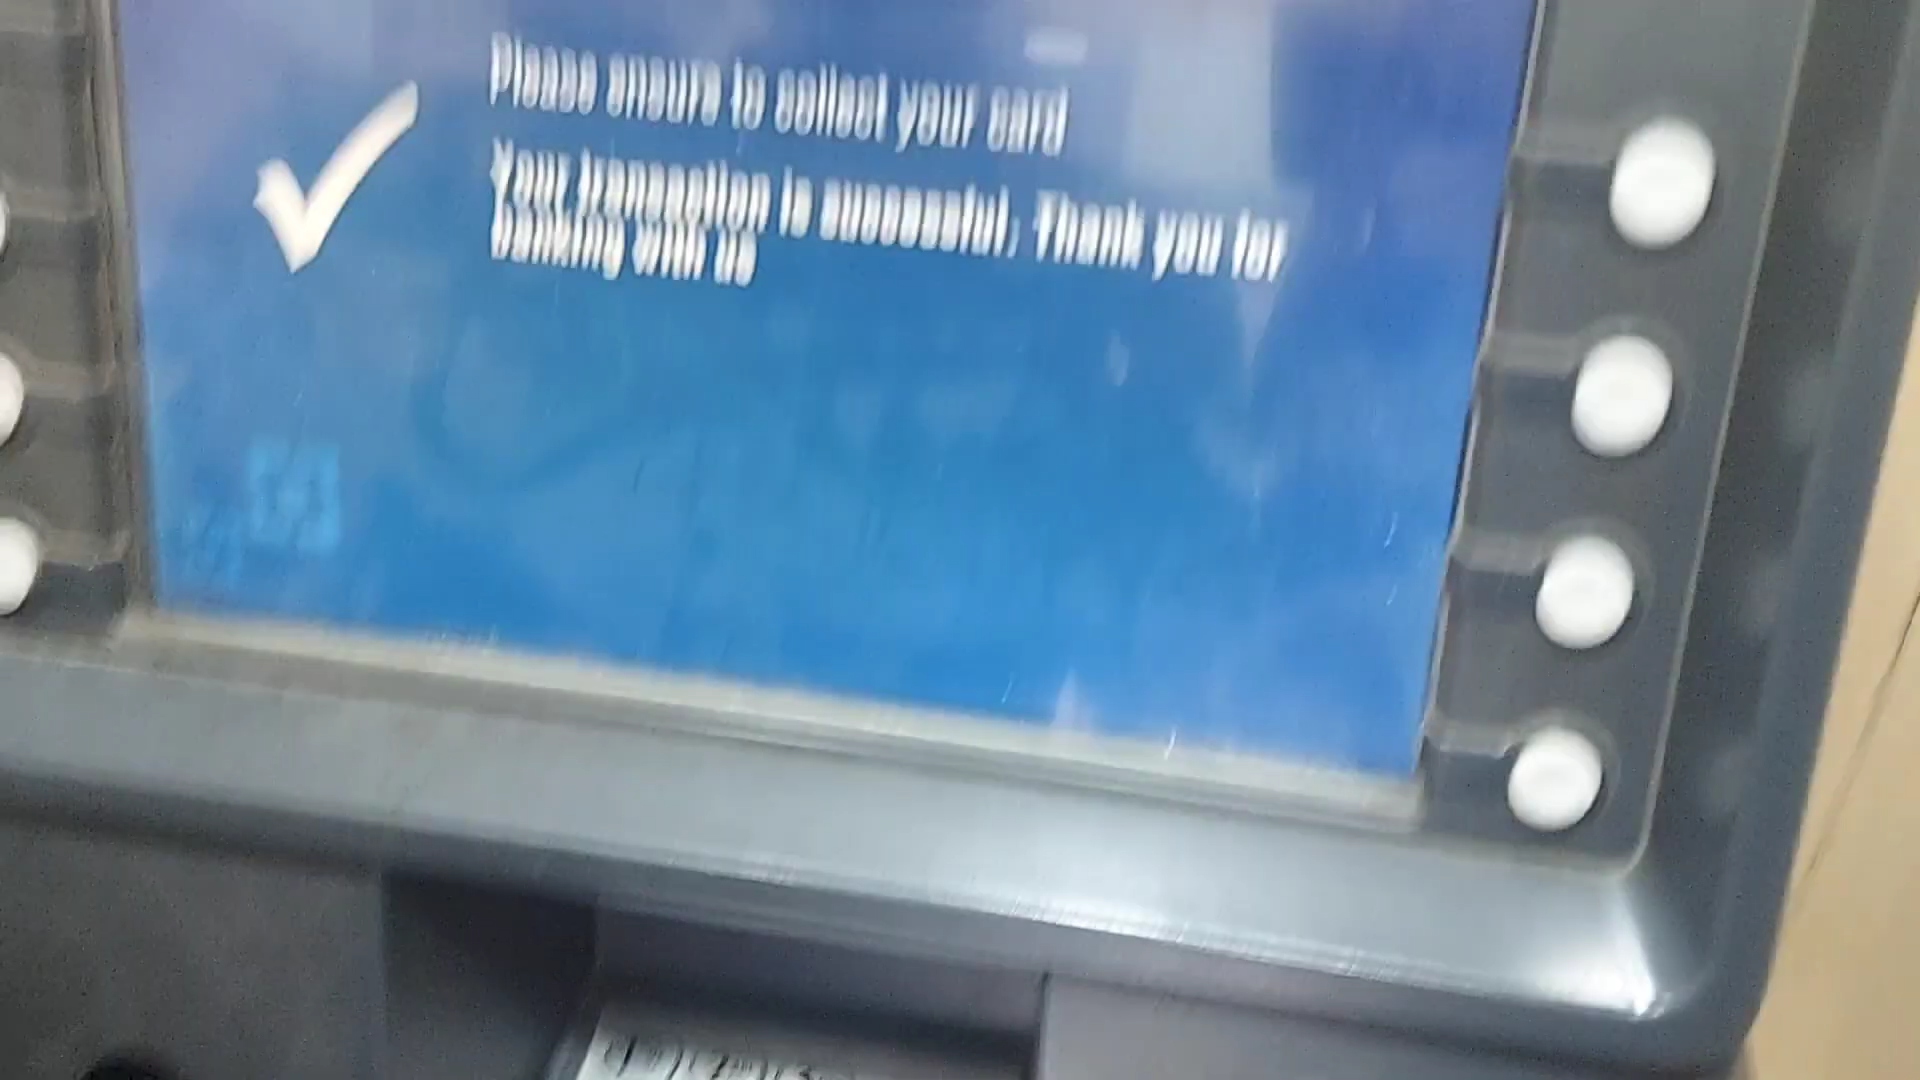 Please ensure to collect your card
Your transaction is successful. Thank you for
banking with us